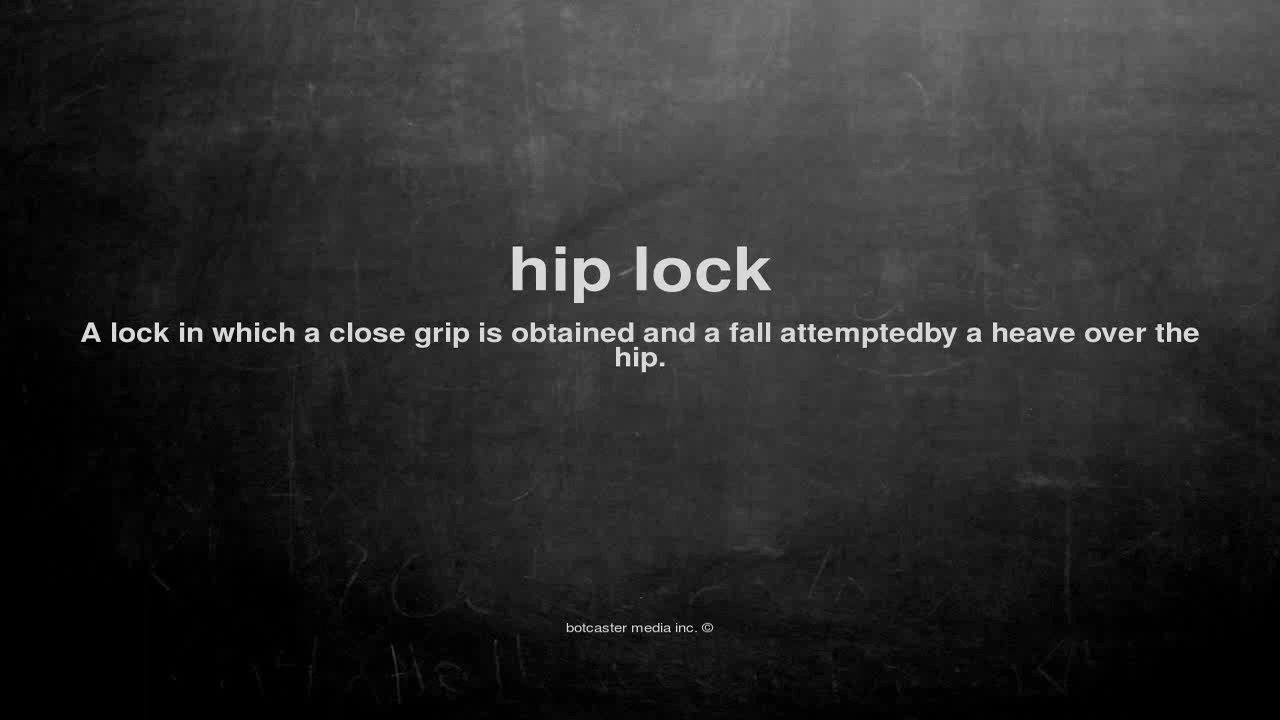 hip lock
A lock in which a close grip is obtained and a fall attemptedby a heave over the
hip.
botcaster media inc. ©